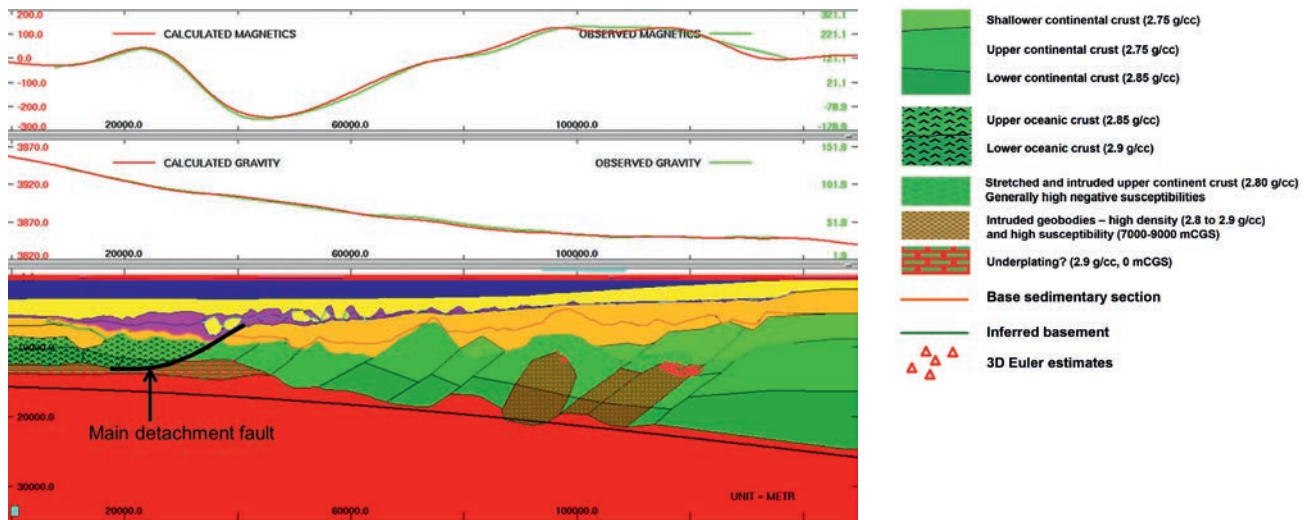 200.0
100.0
0.0
-100.0
-200.0
-300.0
CALCULATED MAGNETICS
OBSERVED MAGNETICS
321.1
221.1
121.1
21.1
-78.9
-178.9
20000.0
60000.0
100000.0
3970.0
3920.0
3870.0
3820.0
CALCULATED GRAVITY
OBSERVED GRAVITY
151.9
101.9
51.9
1.9
20000.0
60000.0
100000.0
10000.0
20000.0
30000.0
Main detachment fault
UNIT = METR
20000.0
60000.0
100000.0
Shallower continental crust (2.75 g/cc)
Upper continental crust (2.75 g/cc)
Lower continental crust (2.85 g/cc)
Upper oceanic crust (2.85 g/cc)
Lower oceanic crust (2.9 g/cc)
Stretched and intruded upper continent crust (2.80 g/cc)
Generally high negative susceptibilities
Intruded geobodies – high density (2.8 to 2.9 g/cc)
and high susceptibility (7000-9000 mCGS)
Underplating? (2.9 g/cc, 0 mCGS)
Base sedimentary section
Inferred basement
3D Euler estimates